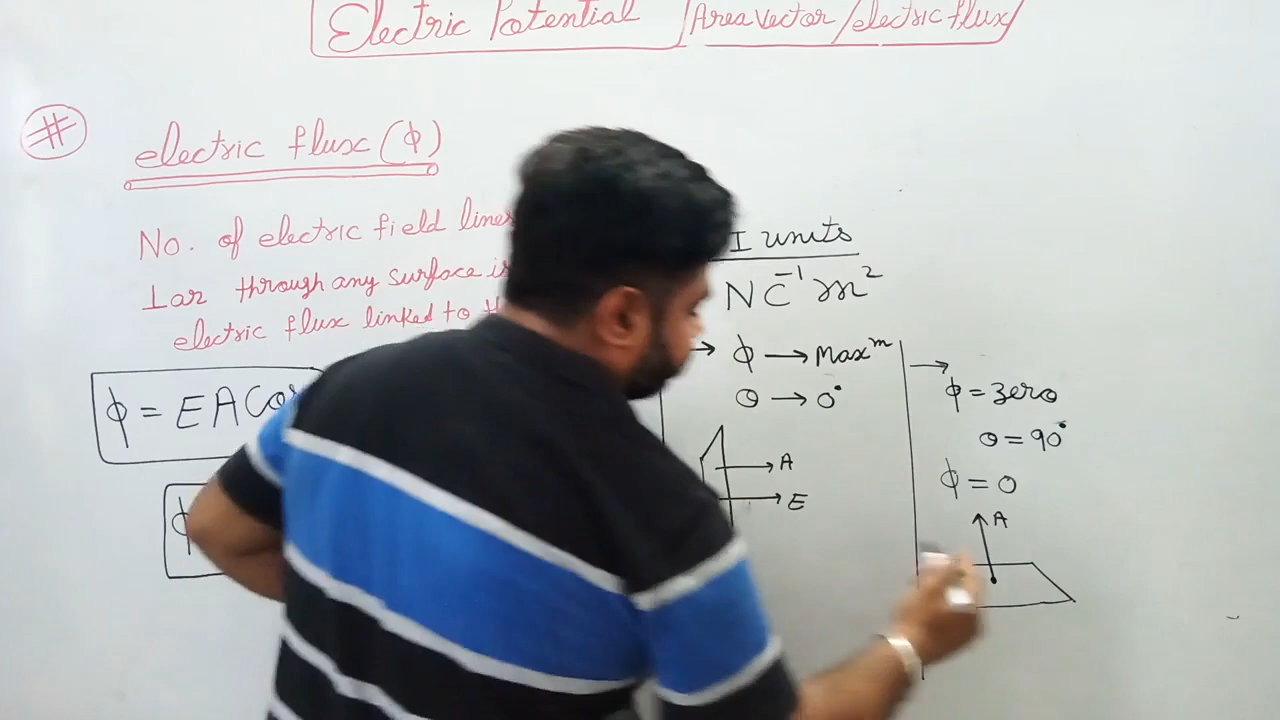 Electric Potential / Area vector / electric flux /
#
electric flux (ϕ)
No. of electric field lines
⊥ar through any surface is
electric flux linked to
ϕ = EA Cos
ϕ
I units
N C⁻¹ m²
→ ϕ → Maxᵐ
θ → 0°
A
E
→ ϕ = zero
θ = 90°
ϕ = 0
A